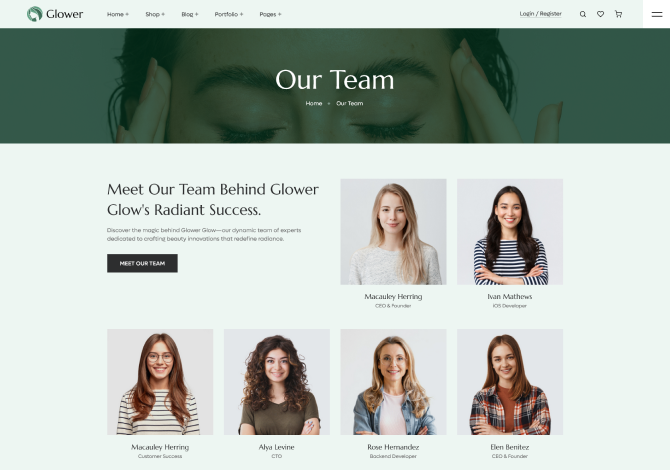 Glower
Home +
Shop +
Blog +
Portfolio +
Pages +
Login / Register
Our Team
Home + Our Team
Meet Our Team Behind Glower
Glow's Radiant Success.
Discover the magic behind Glower Glow—our dynamic team of experts
dedicated to crafting beauty innovations that redefine radiance.
MEET OUR TEAM
Macauley Herring
CEO & Founder
Ivan Mathews
iOS Developer
Macauley Herring
Customer Success
Alya Levine
CTO
Rose Hernandez
Backend Developer
Elen Benitez
CEO & Founder